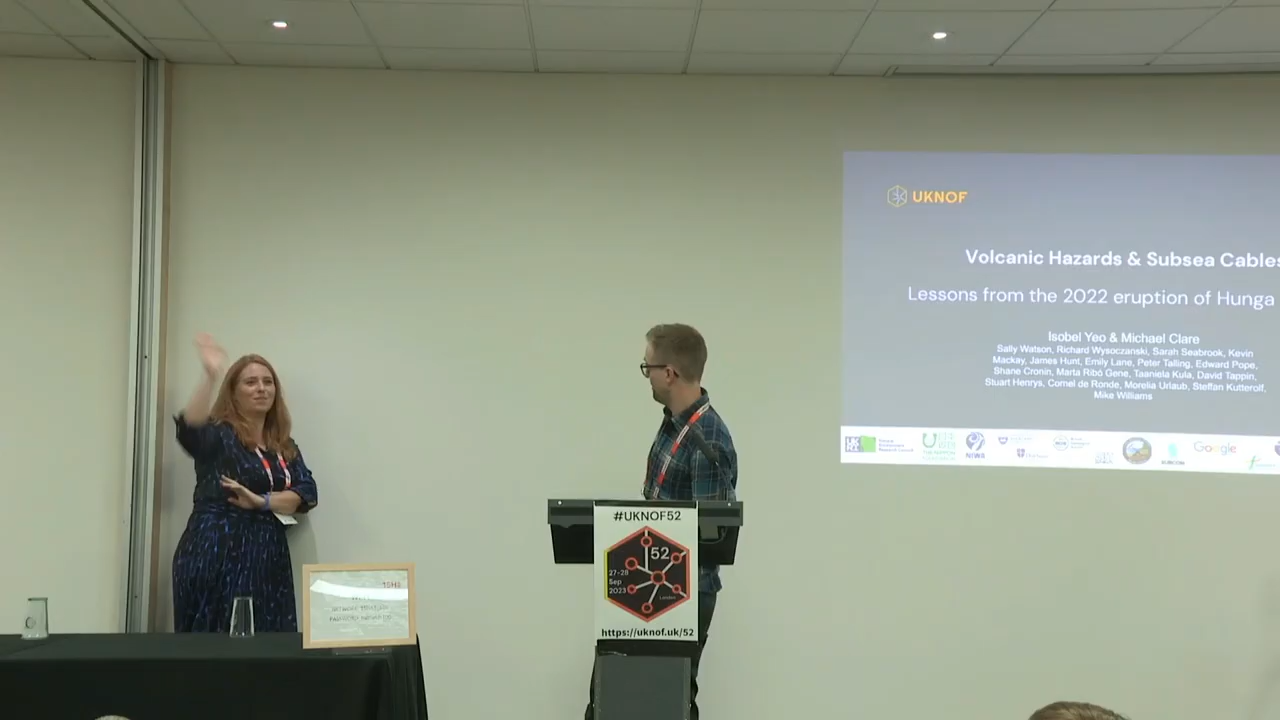 UKNOF
Volcanic Hazards & Subsea Cables
Lessons from the 2022 eruption of Hunga
Isobel Yeo & Michael Clare
Sally Watson, Richard Wysoczanski, Sarah Seabrook, Kevin
Mackay, James Hunt, Emily Lane, Peter Talling, Edward Pope,
Shane Cronin, Marta Ribó Gene, Taaniela Kula, David Tappin,
Stuart Henrys, Cornel de Ronde, Morelia Urlaub, Steffan Kutterolf,
Mike Williams
NIWA
Google
#UKNOF52
52
27-28
Sep
2023
London
https://uknof.uk/52